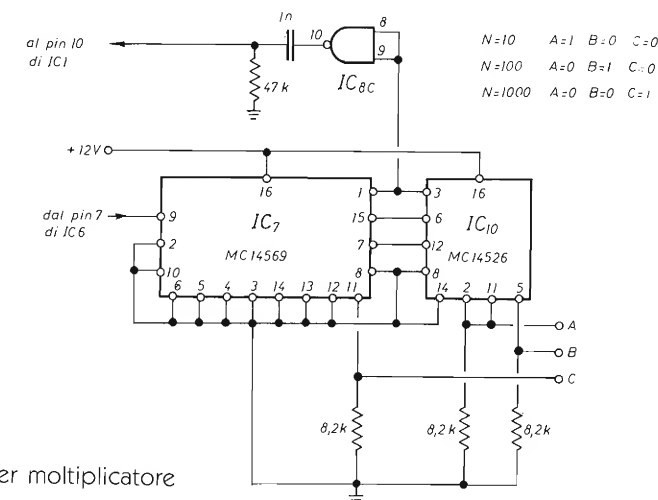 1n
al pin 10
di IC1
10
8
9
IC8C
47k
N=10 A=1 B=0 C=0
N=100 A=0 B=1 C=0
N=1000 A=0 B=0 C=1
+12V
16
16
dal pin 7
di IC6
9
2
10
IC7
MC14569
1
15
7
8
3
6
12
8
IC10
MC14526
6 5 4 3 14 13 12 11
14 2 11 5
A
B
C
8,2k
8,2k
8,2k
er moltiplicatore